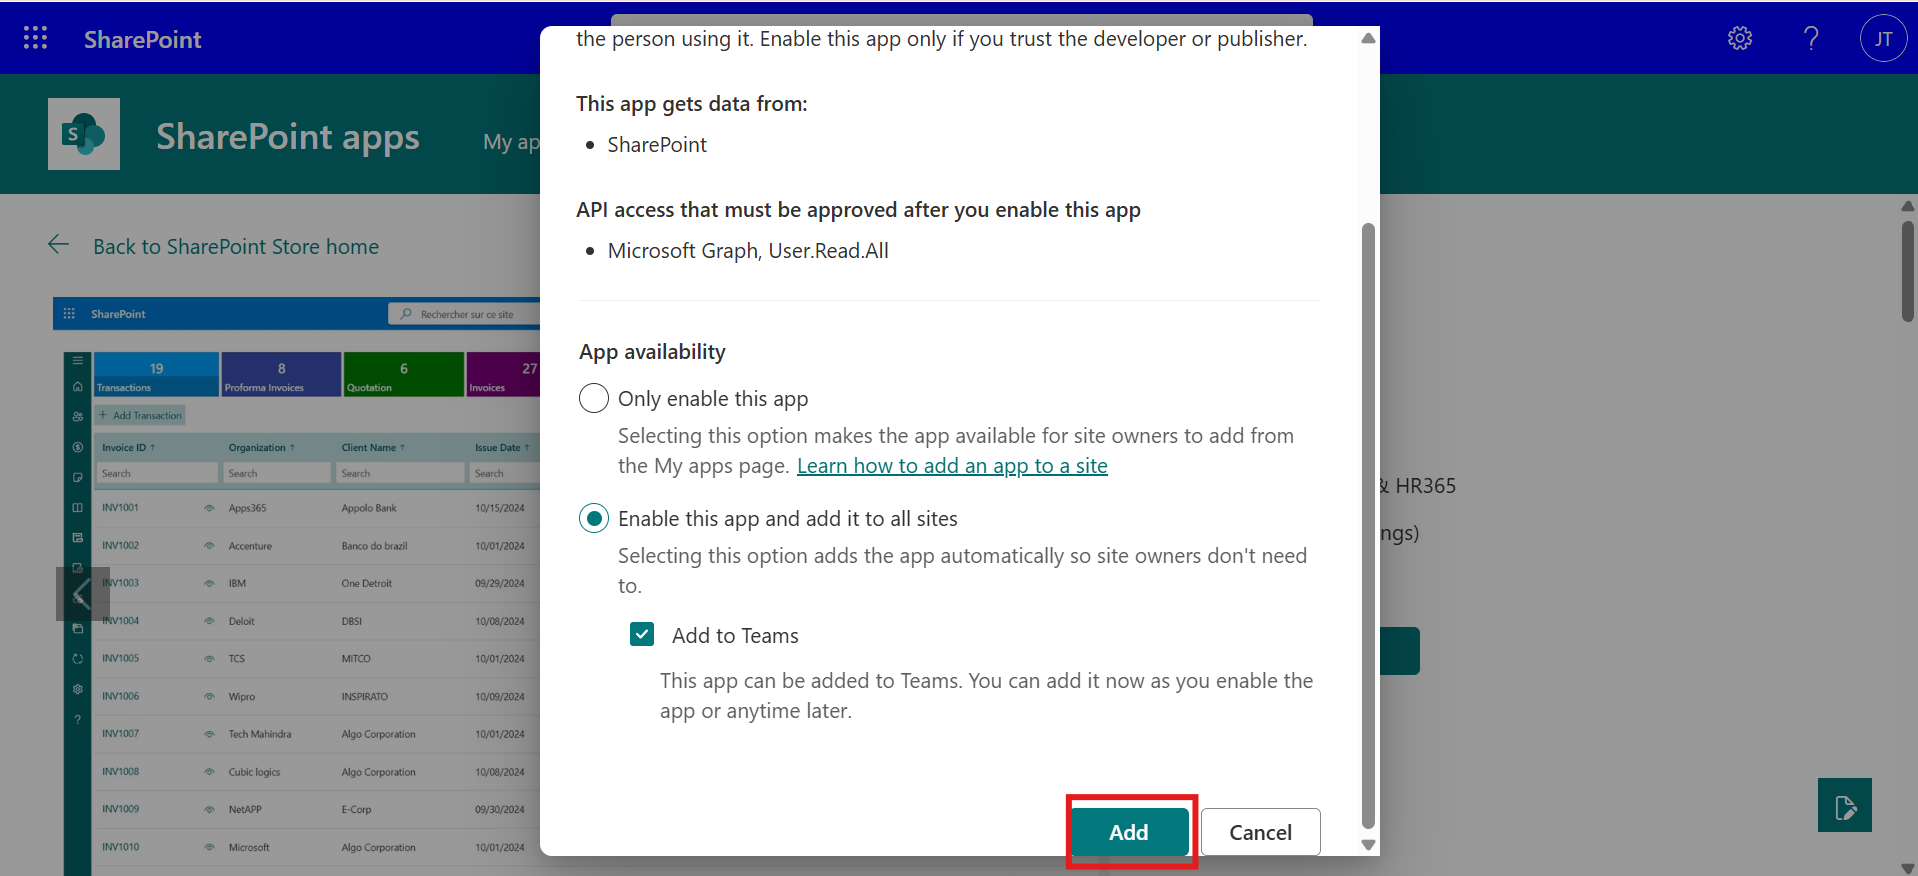 SharePoint
JT
SharePoint apps
My ap
Back to SharePoint Store home
SharePoint
Rechercher sur ce site
19
Transactions
8
Proforma Invoices
6
Quotation
27
Invoices
+ Add Transaction
Invoice ID ↑ Organization ↑ Client Name ↑ Issue Date ↑
Search Search Search Search
INV1001 Apps365 Appolo Bank 10/15/2024
INV1002 Accenture Banco do brazil 10/01/2024
INV1003 IBM One Detroit 09/29/2024
INV1004 Deloit DBSI 10/08/2024
INV1005 TCS MITCO 10/01/2024
INV1006 Wipro INSPIRATO 10/09/2024
INV1007 Tech Mahindra Algo Corporation 10/01/2024
INV1008 Cubic logics Algo Corporation 10/08/2024
INV1009 NetAPP E-Corp 09/30/2024
INV1010 Microsoft Algo Corporation 10/01/2024
the person using it. Enable this app only if you trust the developer or publisher.
This app gets data from:
• SharePoint
API access that must be approved after you enable this app
• Microsoft Graph, User.Read.All
App availability
Only enable this app
Selecting this option makes the app available for site owners to add from
the My apps page. Learn how to add an app to a site
Enable this app and add it to all sites
Selecting this option adds the app automatically so site owners don't need
to.
Add to Teams
This app can be added to Teams. You can add it now as you enable the
app or anytime later.
Add
Cancel
& HR365
ngs)